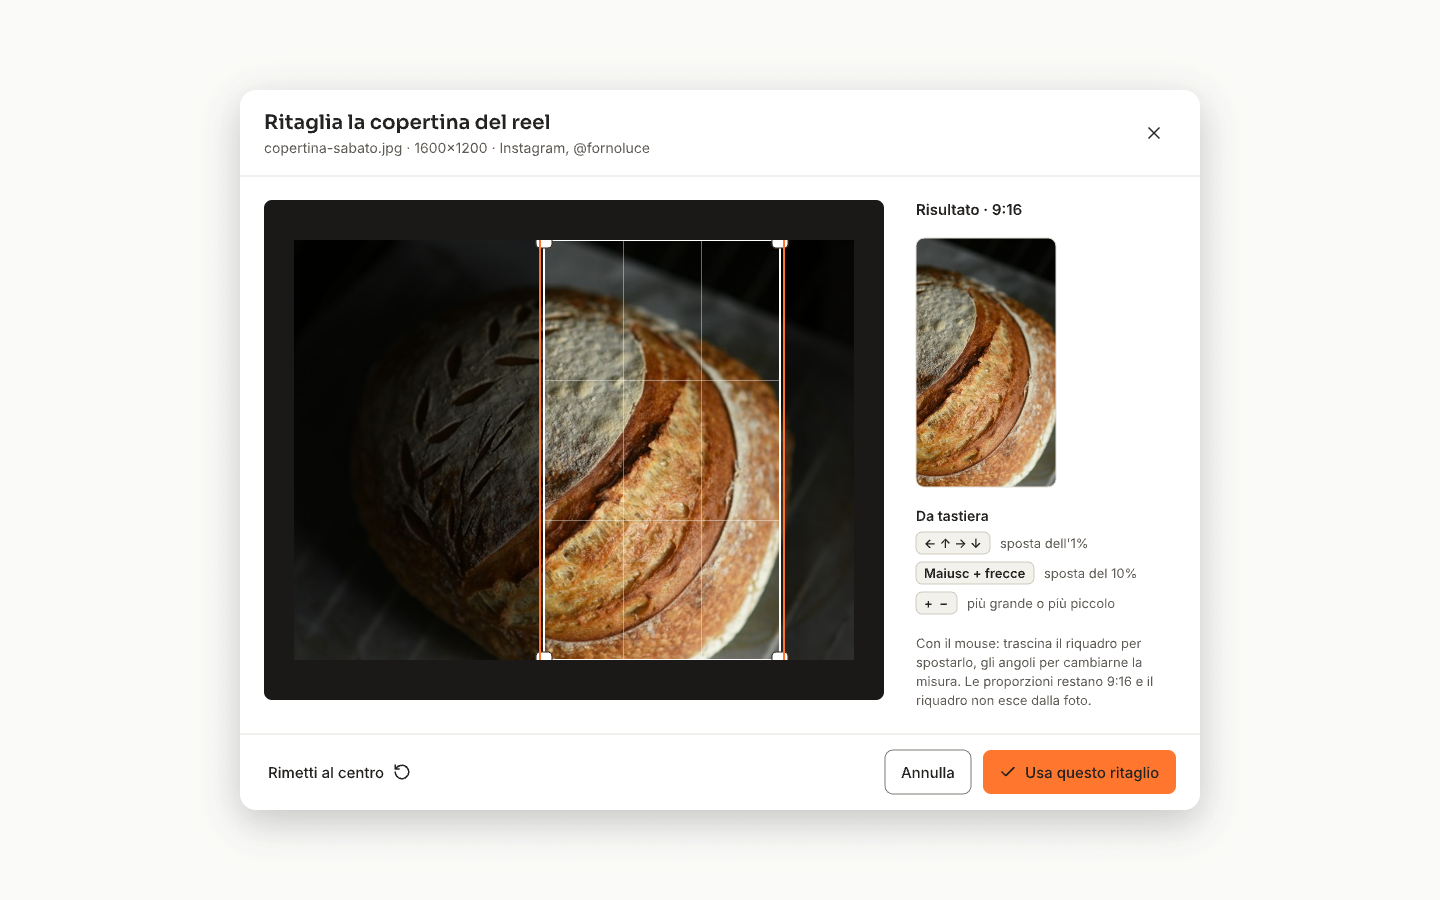 Ritaglia la copertina del reel
copertina-sabato.jpg · 1600×1200 · Instagram, @fornoluce
Risultato · 9:16
Da tastiera
← ↑ → ↓ sposta dell'1%
Maiusc + frecce sposta del 10%
+ − più grande o più piccolo
Con il mouse: trascina il riquadro per
spostarlo, gli angoli per cambiarne la
misura. Le proporzioni restano 9:16 e il
riquadro non esce dalla foto.
Rimetti al centro
Annulla
Usa questo ritaglio